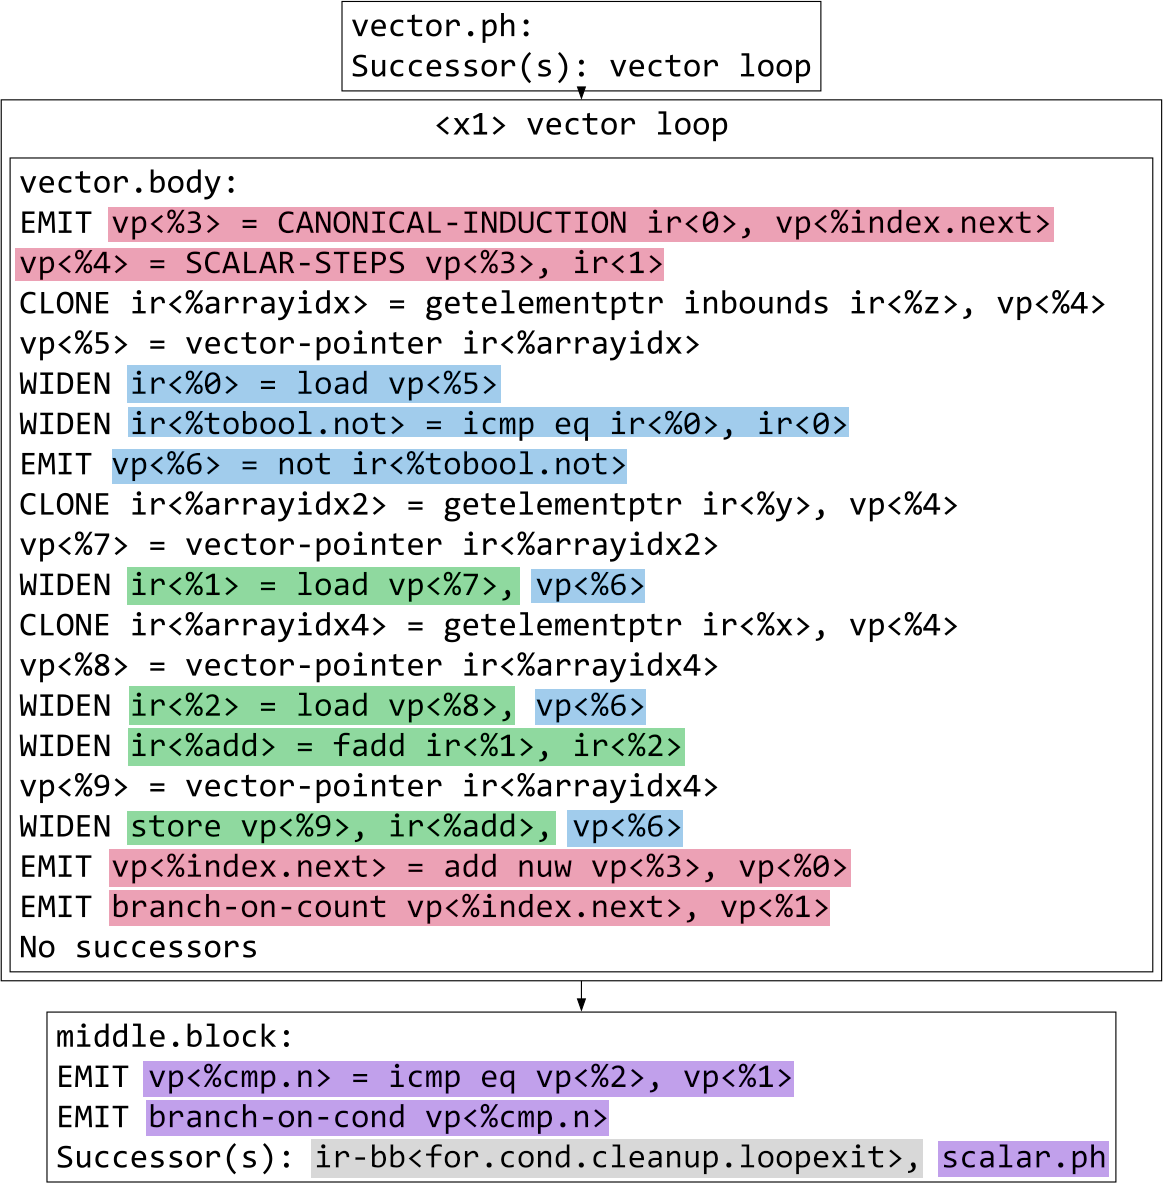 vector.ph:
Successor(s): vector loop
<x1> vector loop
vector.body:
EMIT vp<%3> = CANONICAL-INDUCTION ir<0>, vp<%index.next>
vp<%4> = SCALAR-STEPS vp<%3>, ir<1>
CLONE ir<%arrayidx> = getelementptr inbounds ir<%z>, vp<%4>
vp<%5> = vector-pointer ir<%arrayidx>
WIDEN ir<%0> = load vp<%5>
WIDEN ir<%tobool.not> = icmp eq ir<%0>, ir<0>
EMIT vp<%6> = not ir<%tobool.not>
CLONE ir<%arrayidx2> = getelementptr ir<%y>, vp<%4>
vp<%7> = vector-pointer ir<%arrayidx2>
WIDEN ir<%1> = load vp<%7>, vp<%6>
CLONE ir<%arrayidx4> = getelementptr ir<%x>, vp<%4>
vp<%8> = vector-pointer ir<%arrayidx4>
WIDEN ir<%2> = load vp<%8>, vp<%6>
WIDEN ir<%add> = fadd ir<%1>, ir<%2>
vp<%9> = vector-pointer ir<%arrayidx4>
WIDEN store vp<%9>, ir<%add>, vp<%6>
EMIT vp<%index.next> = add nuw vp<%3>, vp<%0>
EMIT branch-on-count vp<%index.next>, vp<%1>
No successors
middle.block:
EMIT vp<%cmp.n> = icmp eq vp<%2>, vp<%1>
EMIT branch-on-cond vp<%cmp.n>
Successor(s): ir-bb<for.cond.cleanup.loopexit>, scalar.ph